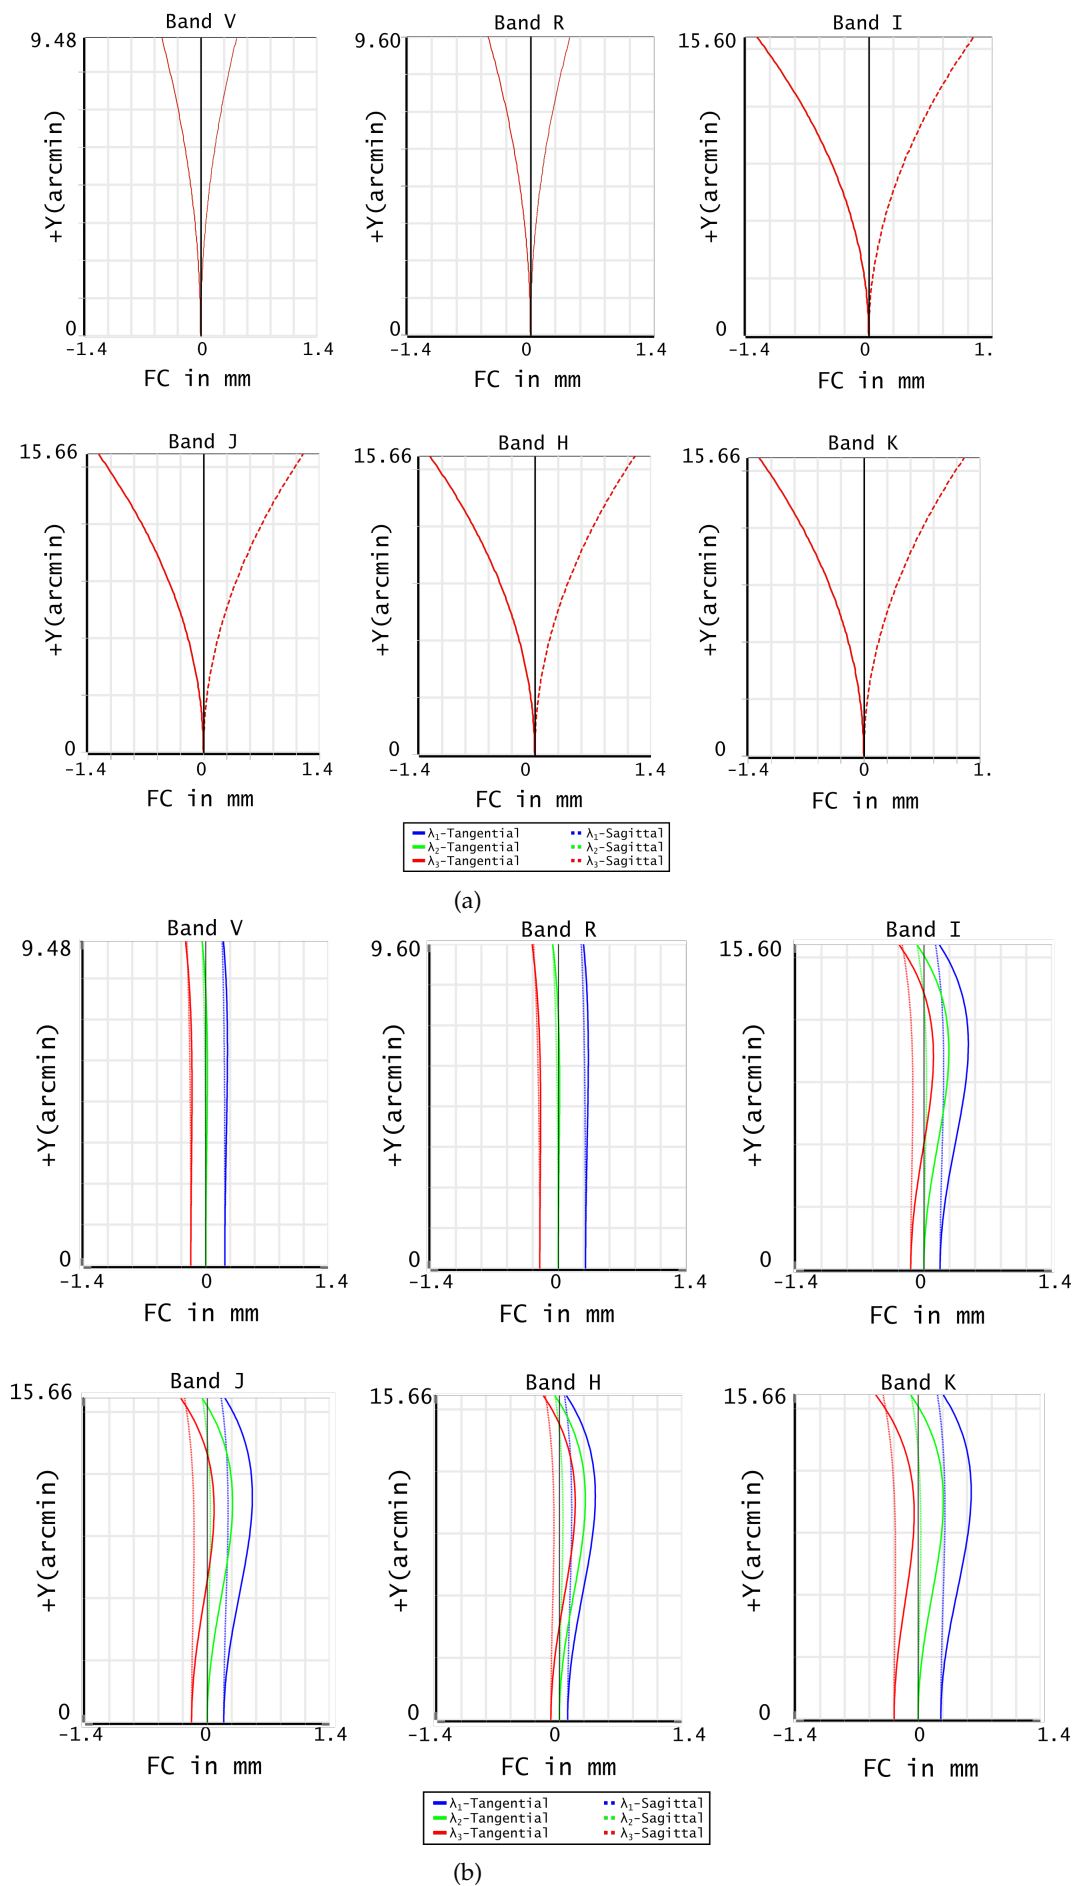 Band V
9.48
+Y(arcmin)
0
-1.4 0 1.4
FC in mm
Band R
9.60
+Y(arcmin)
0
-1.4 0 1.4
FC in mm
Band I
15.60
+Y(arcmin)
0
-1.4 0 1.
FC in mm
Band J
15.66
+Y(arcmin)
0
-1.4 0 1.4
FC in mm
Band H
15.66
+Y(arcmin)
0
-1.4 0 1.4
FC in mm
Band K
15.66
+Y(arcmin)
0
-1.4 0 1.
FC in mm
λ₁-Tangential λ₁-Sagittal
λ₂-Tangential λ₂-Sagittal
λ₃-Tangential λ₃-Sagittal
(a)
Band V
9.48
+Y(arcmin)
0
-1.4 0 1.4
FC in mm
Band R
9.60
+Y(arcmin)
0
-1.4 0 1.4
FC in mm
Band I
15.60
+Y(arcmin)
0
-1.4 0 1.4
FC in mm
Band J
15.66
+Y(arcmin)
0
-1.4 0 1.4
FC in mm
Band H
15.66
+Y(arcmin)
0
-1.4 0 1.4
FC in mm
Band K
15.66
+Y(arcmin)
0
-1.4 0 1.4
FC in mm
λ₁-Tangential λ₁-Sagittal
λ₂-Tangential λ₂-Sagittal
λ₃-Tangential λ₃-Sagittal
(b)